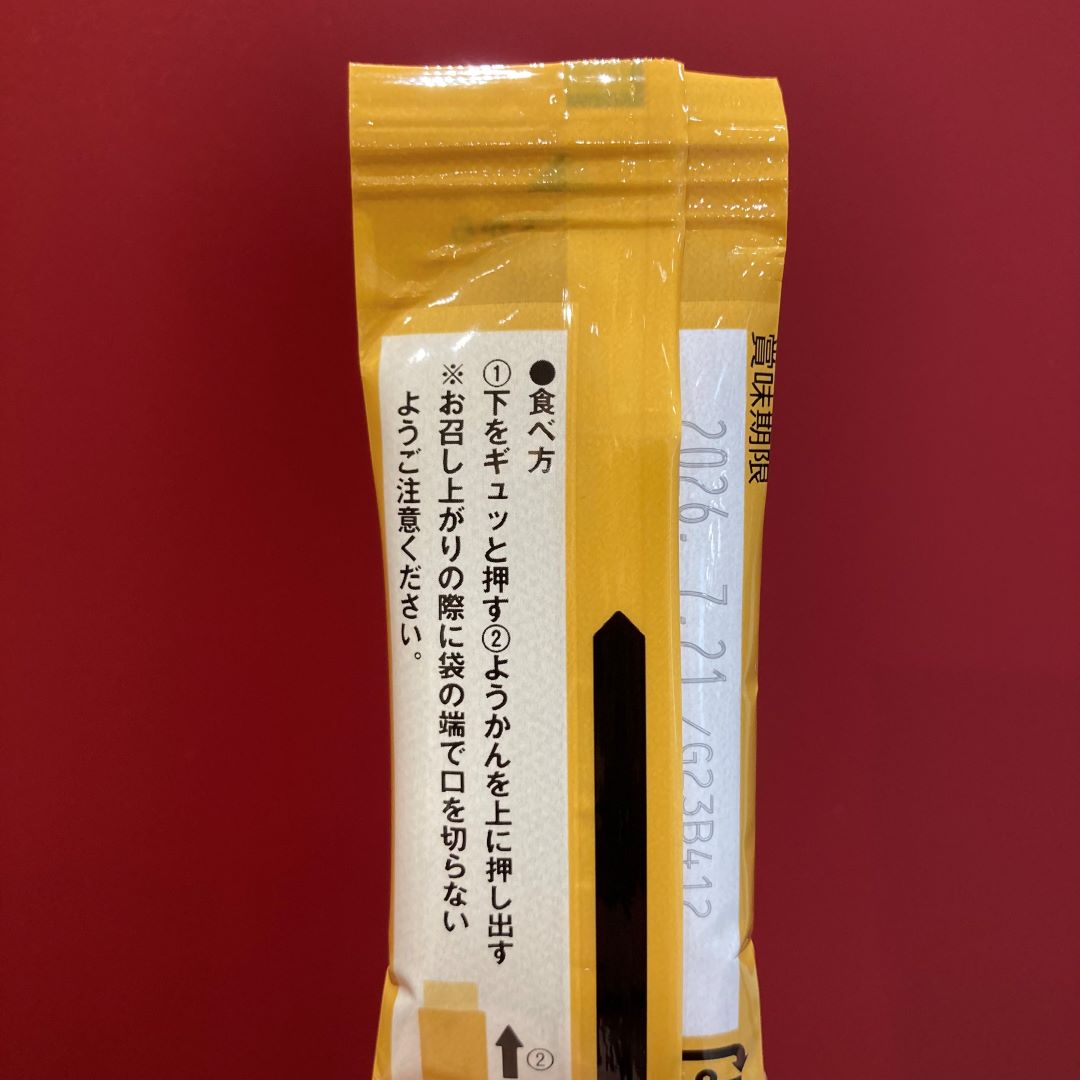 賞味期限
2026.7.21/G23B412
●食べ方
①下をギュッと押す②ようかんを上に押し出す
※お召し上がりの際に袋の端で口を切らない
ようご注意ください。
②